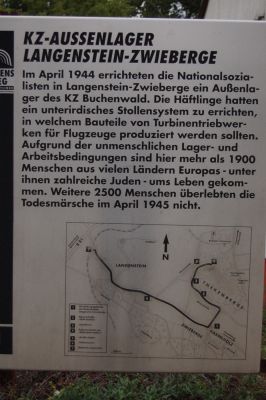 KZ-AUSSENLAGER
LANGENSTEIN-ZWIEBERGE
Im April 1944 errichteten die Nationalsozia-
listen in Langenstein-Zwieberge ein Außenla-
ger des KZ Buchenwald. Die Häftlinge hatten
ein unterirdisches Stollensystem zu errichten,
in welchem Bauteile von Turbinentriebwer-
ken für Flugzeuge produziert werden sollten.
Aufgrund der unmenschlichen Lager- und
Arbeitsbedingungen sind hier mehr als 1900
Menschen aus vielen Ländern Europas - unter
ihnen zahlreiche Juden - ums Leben gekom-
men. Weitere 2500 Menschen überlebten die
Todesmärsche im April 1945 nicht.
N
LANGENSTEIN
THEKENBERGE
ZWIEBERGE